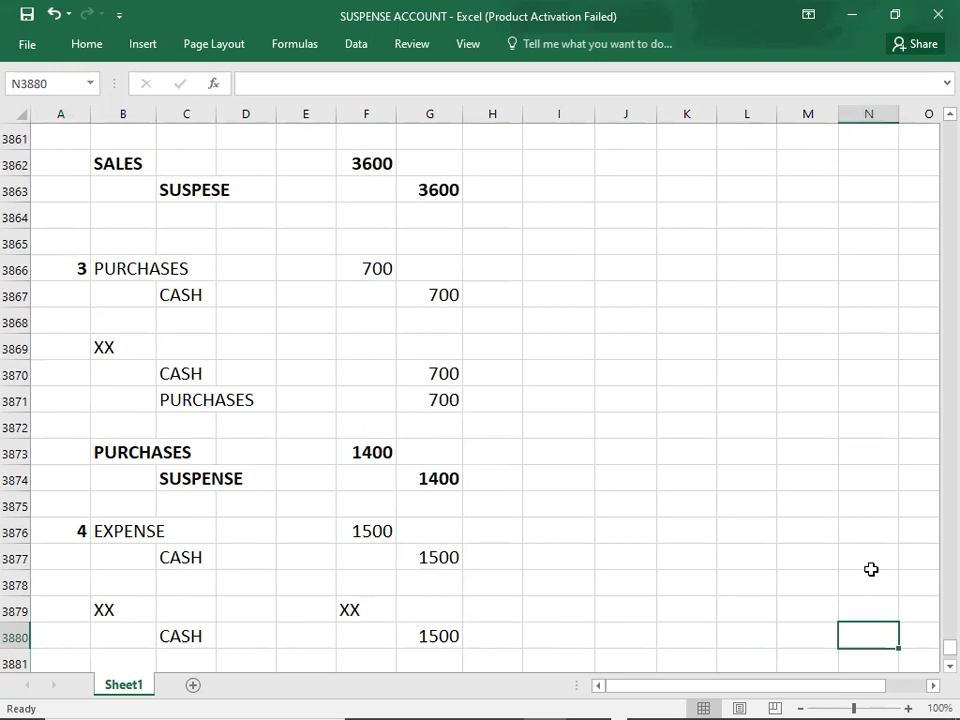 SUSPENSE ACCOUNT - Excel (Product Activation Failed)
File Home Insert Page Layout Formulas Data Review View Tell me what you want to do... Share
N3880 fx
A B C D E F G H I J K L M N O
3861
3862 SALES 3600
3863 SUSPESE 3600
3864
3865
3866 3 PURCHASES 700
3867 CASH 700
3868
3869 XX
3870 CASH 700
3871 PURCHASES 700
3872
3873 PURCHASES 1400
3874 SUSPENSE 1400
3875
3876 4 EXPENSE 1500
3877 CASH 1500
3878
3879 XX XX
3880 CASH 1500
3881
Sheet1
Ready 100%